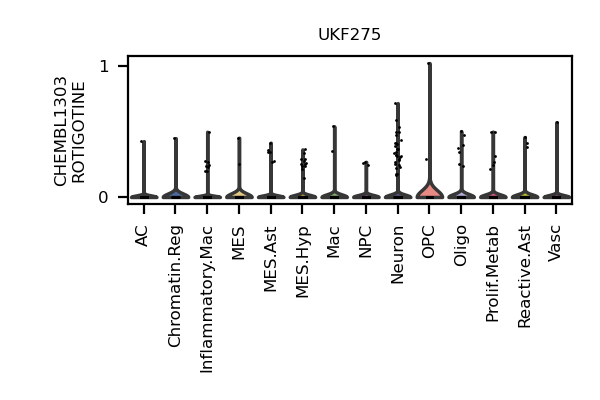 UKF275
CHEMBL1303
ROTIGOTINE
1
0
AC
Chromatin.Reg
Inflammatory.Mac
MES
MES.Ast
MES.Hyp
Mac
NPC
Neuron
OPC
Oligo
Prolif.Metab
Reactive.Ast
Vasc